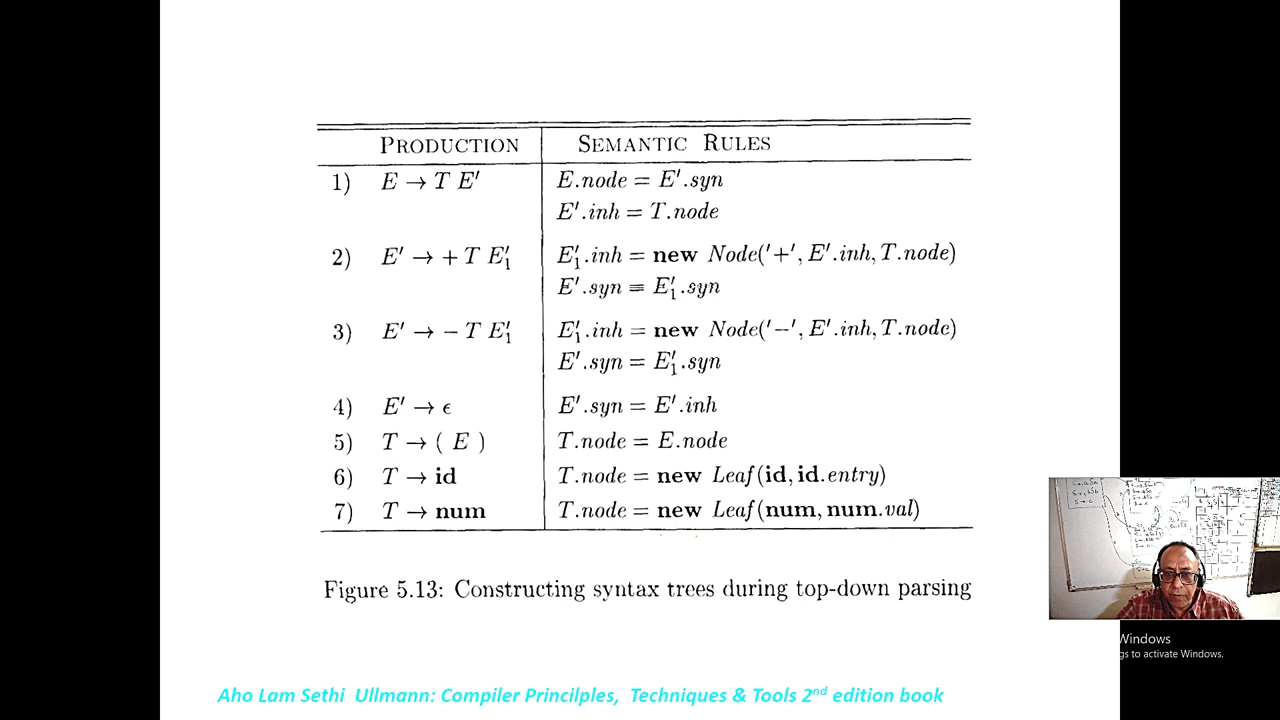 PRODUCTION SEMANTIC RULES
1) E → T E′ E.node = E′.syn
E′.inh = T.node
2) E′ → + T E′₁ E′₁.inh = new Node('+', E′.inh, T.node)
E′.syn = E′₁.syn
3) E′ → − T E′₁ E′₁.inh = new Node('−', E′.inh, T.node)
E′.syn = E′₁.syn
4) E′ → ϵ E′.syn = E′.inh
5) T → ( E ) T.node = E.node
6) T → id T.node = new Leaf(id, id.entry)
7) T → num T.node = new Leaf(num, num.val)
Figure 5.13: Constructing syntax trees during top-down parsing
Windows
gs to activate Windows.
Aho Lam Sethi Ullmann: Compiler Princilples, Techniques & Tools 2nd edition book